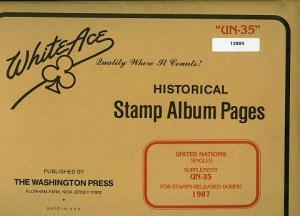 "UN-35"
13884
White Ace
Quality Where It Counts!
HISTORICAL
Stamp Album Pages
PUBLISHED BY
THE WASHINGTON PRESS
FLORHAM PARK, NEW JERSEY 07932
MADE IN U.S.A.
UNITED NATIONS
SINGLES
SUPPLEMENT
UN-35
FOR STAMPS RELEASED DURING
1987